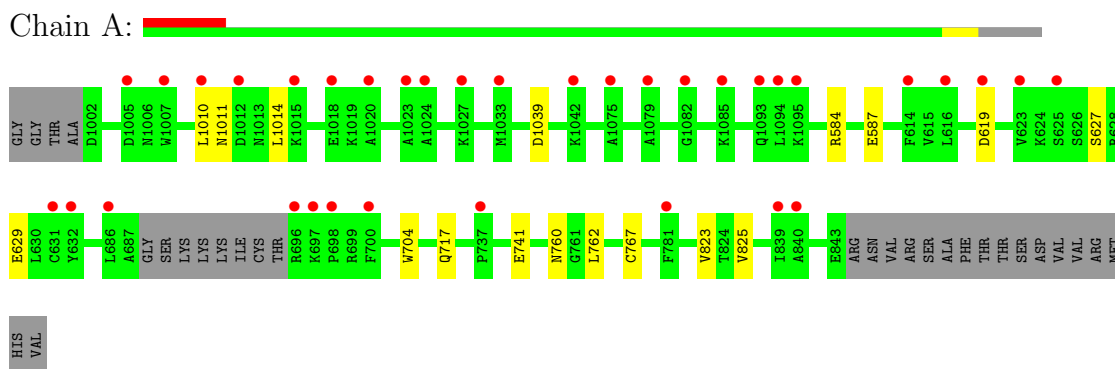 Chain A:
GLY GLY THR ALA D1002 D1005 N1006 W1007 L1010 N1011 D1012 N1013 L1014 K1015 E1018 K1019 A1020 A1023 A1024 K1027 M1033 D1039 K1042 A1075 A1079 G1082 K1085 Q1093 L1094 K1095 R584 E587 F614 V615 L616 D619 V623 K624 S625 S626 S627 R628
E629 L630 C631 Y632 L686 A687 GLY SER LYS LYS LYS ILE CYS THR R696 K697 P698 R699 F700 W704 Q717 P737 E741 N760 G761 L762 C767 F781 V823 T824 V825 I839 A840 E843 ARG ASN VAL ARG SER ALA PHE THR THR SER ASP VAL VAL ARG MET
HIS VAL